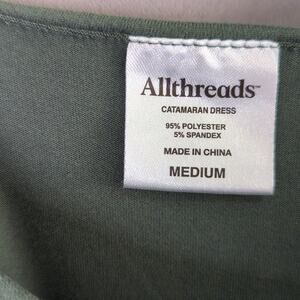 Allthreads™
CATAMARAN DRESS
95% POLYESTER
5% SPANDEX
MADE IN CHINA
MEDIUM